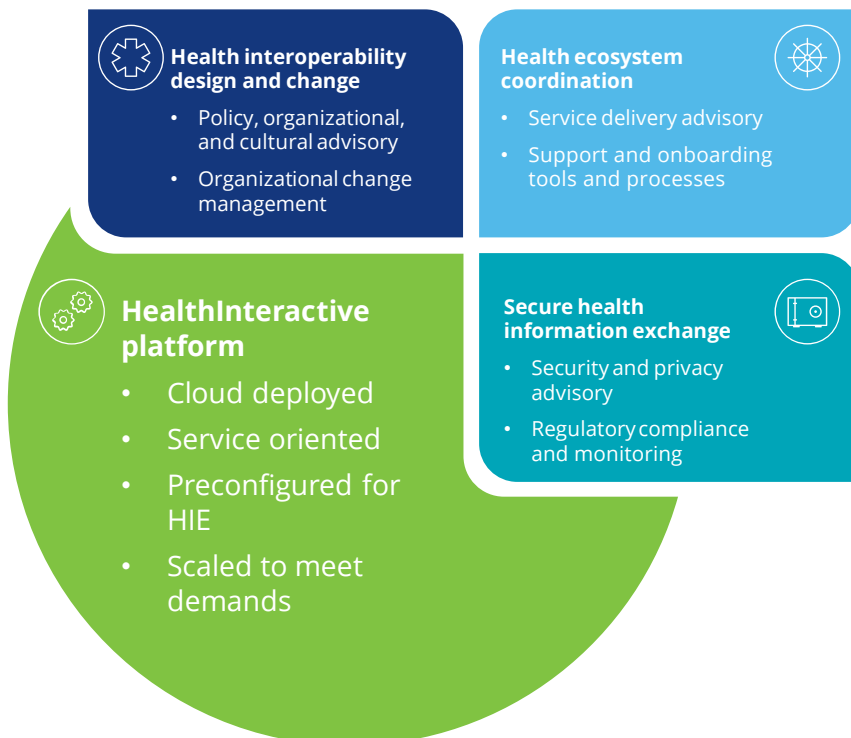 Health interoperability
design and change
• Policy, organizational,
and cultural advisory
• Organizational change
management
Health ecosystem
coordination
• Service delivery advisory
• Support and onboarding
tools and processes
HealthInteractive
platform
• Cloud deployed
• Service oriented
• Preconfigured for
HIE
• Scaled to meet
demands
Secure health
information exchange
• Security and privacy
advisory
• Regulatory compliance
and monitoring